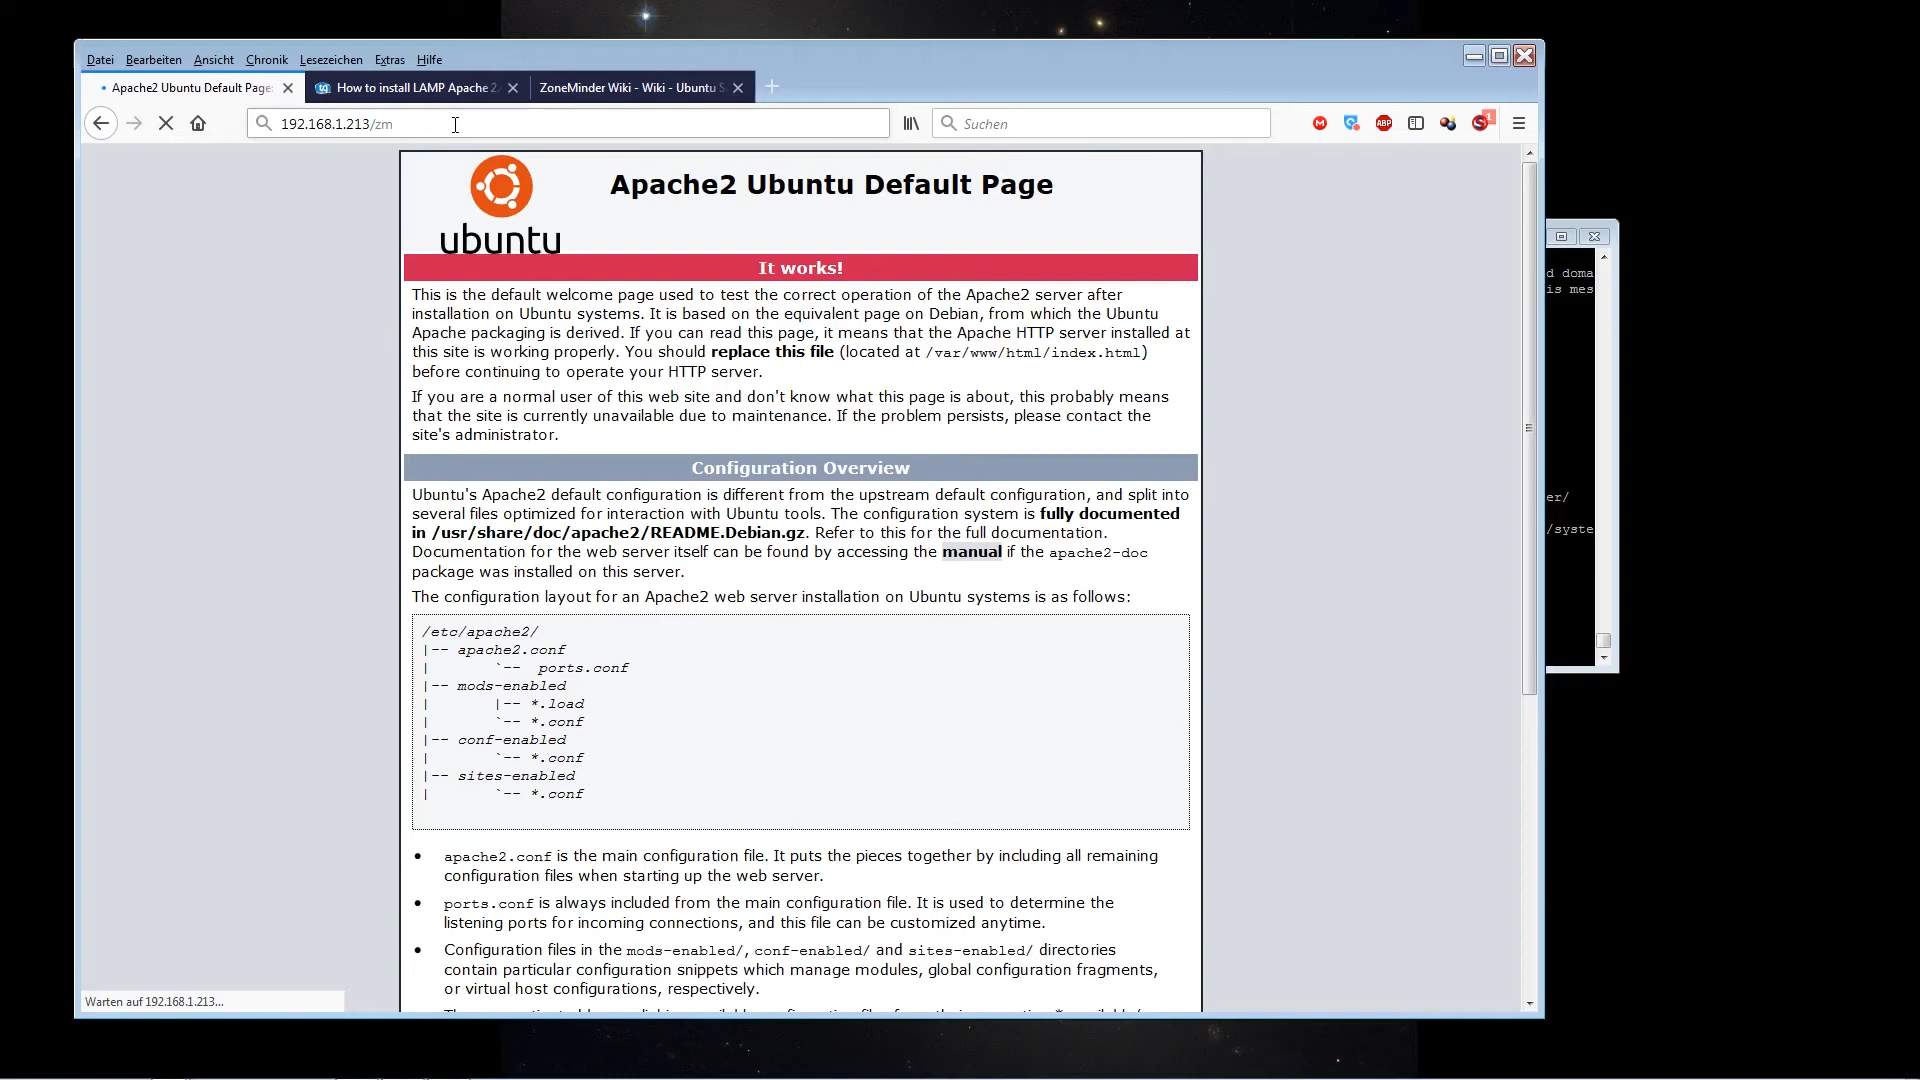 Datei Bearbeiten Ansicht Chronik Lesezeichen Extras Hilfe
Apache2 Ubuntu Default Page: How to install LAMP Apache 2. ZoneMinder Wiki - Wiki - Ubuntu S
192.168.1.213/zm Suchen ABP 1
ubuntu
Apache2 Ubuntu Default Page
It works!
This is the default welcome page used to test the correct operation of the Apache2 server after
installation on Ubuntu systems. It is based on the equivalent page on Debian, from which the Ubuntu
Apache packaging is derived. If you can read this page, it means that the Apache HTTP server installed at
this site is working properly. You should replace this file (located at /var/www/html/index.html)
before continuing to operate your HTTP server.
If you are a normal user of this web site and don't know what this page is about, this probably means
that the site is currently unavailable due to maintenance. If the problem persists, please contact the
site's administrator.
Configuration Overview
Ubuntu's Apache2 default configuration is different from the upstream default configuration, and split into
several files optimized for interaction with Ubuntu tools. The configuration system is fully documented
in /usr/share/doc/apache2/README.Debian.gz. Refer to this for the full documentation.
Documentation for the web server itself can be found by accessing the manual if the apache2-doc
package was installed on this server.
The configuration layout for an Apache2 web server installation on Ubuntu systems is as follows:
/etc/apache2/
|-- apache2.conf
|       `--  ports.conf
|-- mods-enabled
|       |-- *.load
|       `-- *.conf
|-- conf-enabled
|       `-- *.conf
|-- sites-enabled
|       `-- *.conf
• apache2.conf is the main configuration file. It puts the pieces together by including all remaining
configuration files when starting up the web server.
• ports.conf is always included from the main configuration file. It is used to determine the
listening ports for incoming connections, and this file can be customized anytime.
• Configuration files in the mods-enabled/, conf-enabled/ and sites-enabled/ directories
contain particular configuration snippets which manage modules, global configuration fragments,
or virtual host configurations, respectively.
Warten auf 192.168.1.213...
d doma
is mes
er/
/syste